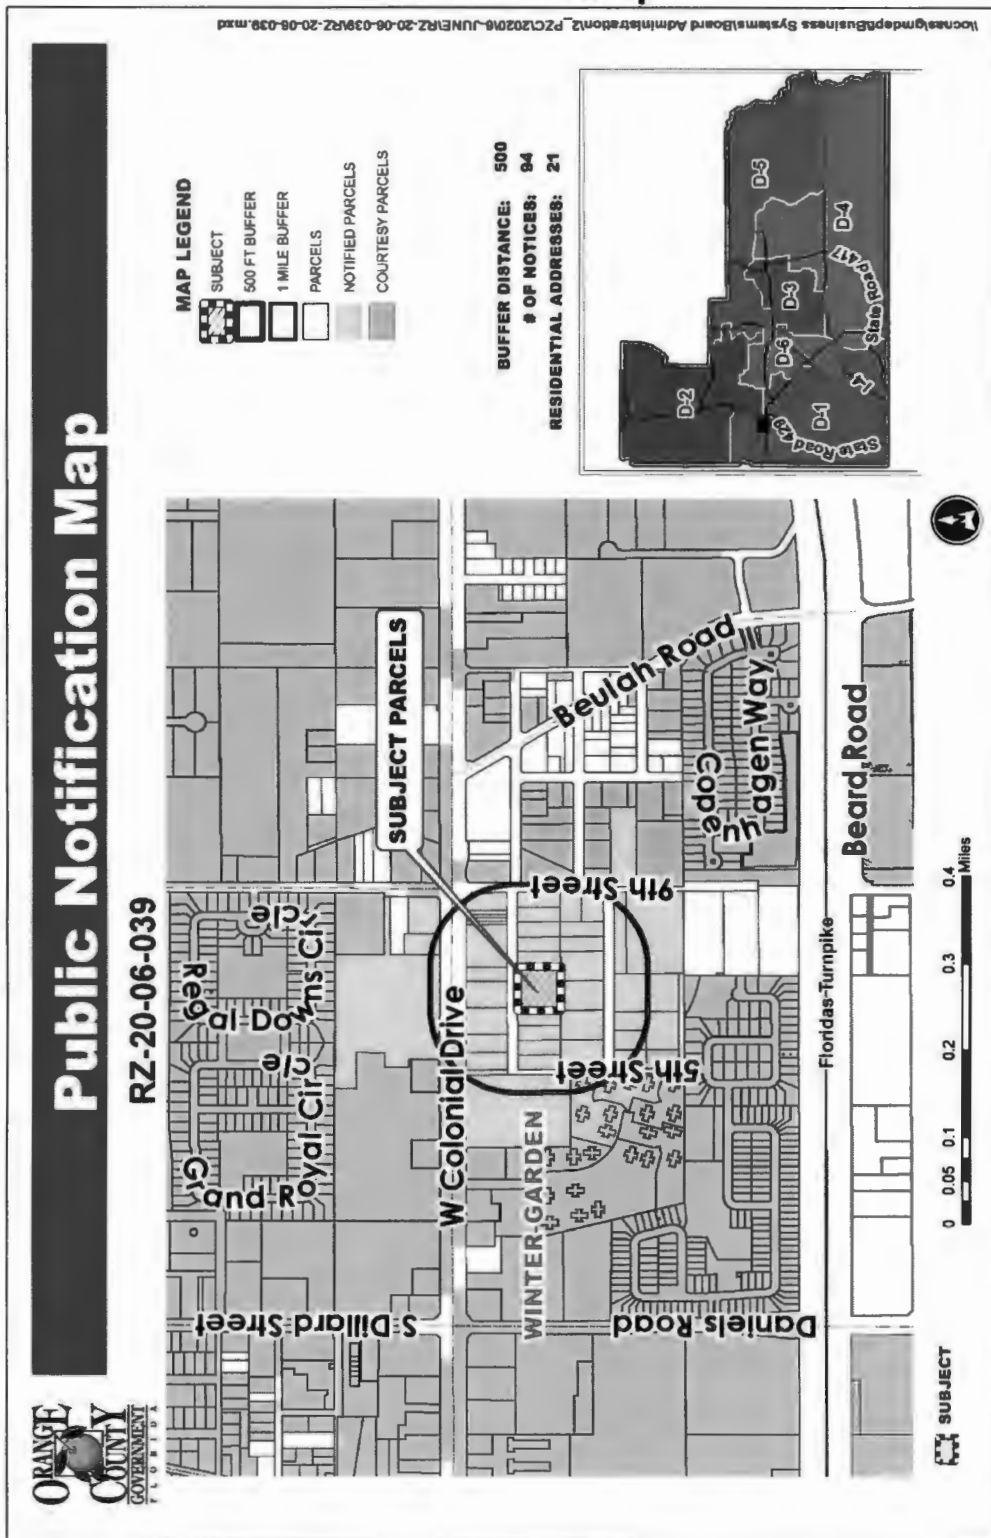 ORANGE
COUNTY
GOVERNMENT
FLORIDA
Public Notification Map
RZ-20-06-039
S Dillard Street
Grand Royal Circle
Regal Downs Circle
W Colonial Drive
SUBJECT PARCELS
WINTER-GARDEN
5th Street
9th Street
Beulah Road
Daniels Road
Copenhagen-Way
Floridas-Turnpike
Beard Road
SUBJECT
0 0.05 0.1 0.2 0.3 0.4
Miles
MAP LEGEND
SUBJECT
500 FT BUFFER
1 MILE BUFFER
PARCELS
NOTIFIED PARCELS
COURTESY PARCELS
BUFFER DISTANCE: 500
# OF NOTICES: 94
RESIDENTIAL ADDRESSES: 21
D-2
D-5
D-3
D-6
D-4
D-1
State Road 429
I-4
State Road 417
\\ocnas\gmdept\Business Systems\Board Administration\2_PZC\2020\6-JUNE\RZ-20-06-039\RZ-20-06-039.mxd